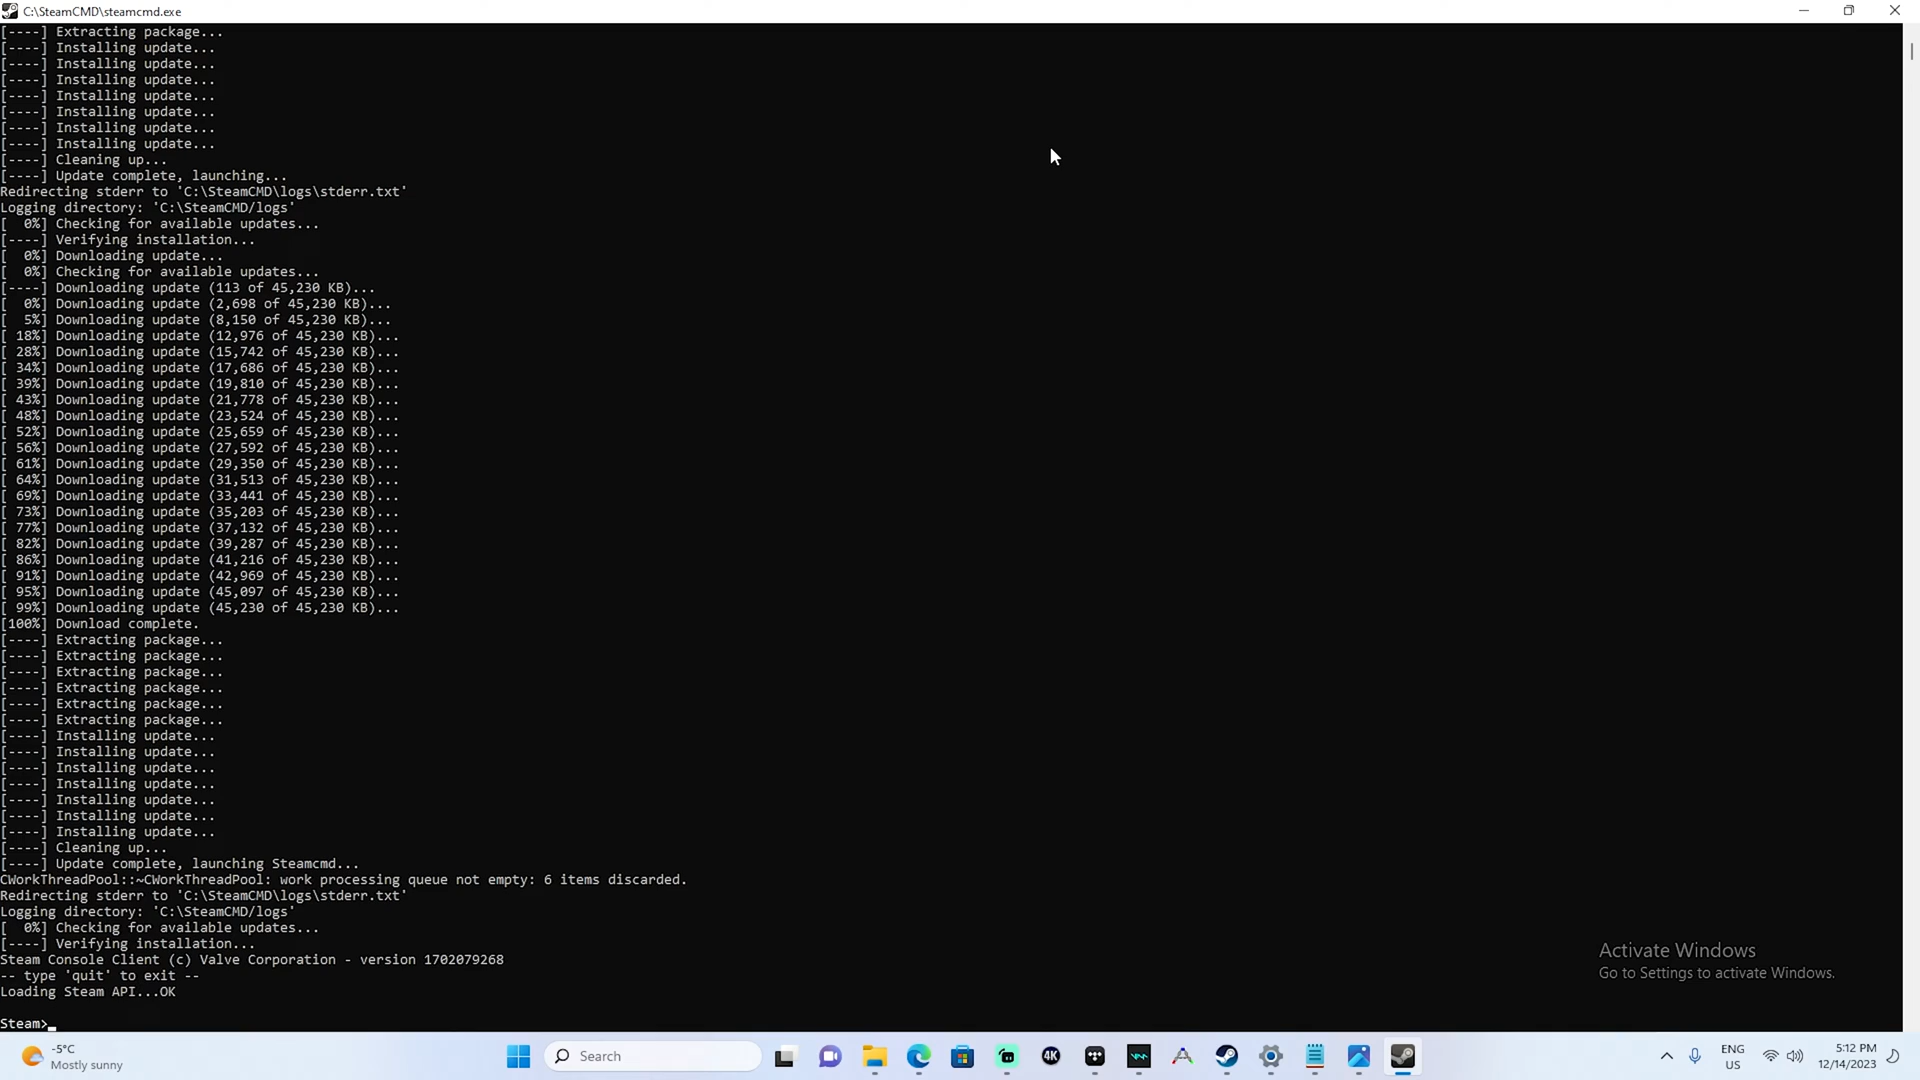 C:\SteamCMD\steamcmd.exe
[----] Extracting package...
[----] Installing update...
[----] Installing update...
[----] Installing update...
[----] Installing update...
[----] Installing update...
[----] Installing update...
[----] Installing update...
[----] Cleaning up...
[----] Update complete, launching...
Redirecting stderr to 'C:\SteamCMD\logs\stderr.txt'
Logging directory: 'C:\SteamCMD/logs'
[  0%] Checking for available updates...
[----] Verifying installation...
[  0%] Downloading update...
[  0%] Checking for available updates...
[----] Downloading update (113 of 45,230 KB)...
[  0%] Downloading update (2,698 of 45,230 KB)...
[  5%] Downloading update (8,150 of 45,230 KB)...
[ 18%] Downloading update (12,976 of 45,230 KB)...
[ 28%] Downloading update (15,742 of 45,230 KB)...
[ 34%] Downloading update (17,686 of 45,230 KB)...
[ 39%] Downloading update (19,810 of 45,230 KB)...
[ 43%] Downloading update (21,778 of 45,230 KB)...
[ 48%] Downloading update (23,524 of 45,230 KB)...
[ 52%] Downloading update (25,659 of 45,230 KB)...
[ 56%] Downloading update (27,592 of 45,230 KB)...
[ 61%] Downloading update (29,350 of 45,230 KB)...
[ 64%] Downloading update (31,513 of 45,230 KB)...
[ 69%] Downloading update (33,441 of 45,230 KB)...
[ 73%] Downloading update (35,203 of 45,230 KB)...
[ 77%] Downloading update (37,132 of 45,230 KB)...
[ 82%] Downloading update (39,287 of 45,230 KB)...
[ 86%] Downloading update (41,216 of 45,230 KB)...
[ 91%] Downloading update (42,969 of 45,230 KB)...
[ 95%] Downloading update (45,097 of 45,230 KB)...
[ 99%] Downloading update (45,230 of 45,230 KB)...
[100%] Download complete.
[----] Extracting package...
[----] Extracting package...
[----] Extracting package...
[----] Extracting package...
[----] Extracting package...
[----] Extracting package...
[----] Installing update...
[----] Installing update...
[----] Installing update...
[----] Installing update...
[----] Installing update...
[----] Installing update...
[----] Installing update...
[----] Cleaning up...
[----] Update complete, launching Steamcmd...
CWorkThreadPool::~CWorkThreadPool: work processing queue not empty: 6 items discarded.
Redirecting stderr to 'C:\SteamCMD\logs\stderr.txt'
Logging directory: 'C:\SteamCMD/logs'
[  0%] Checking for available updates...
[----] Verifying installation...
Steam Console Client (c) Valve Corporation - version 1702079268
-- type 'quit' to exit --
Loading Steam API...OK
Steam>_
Activate Windows
Go to Settings to activate Windows.
-5°C
Mostly sunny
Search
4K
ENG
US
5:12 PM
12/14/2023